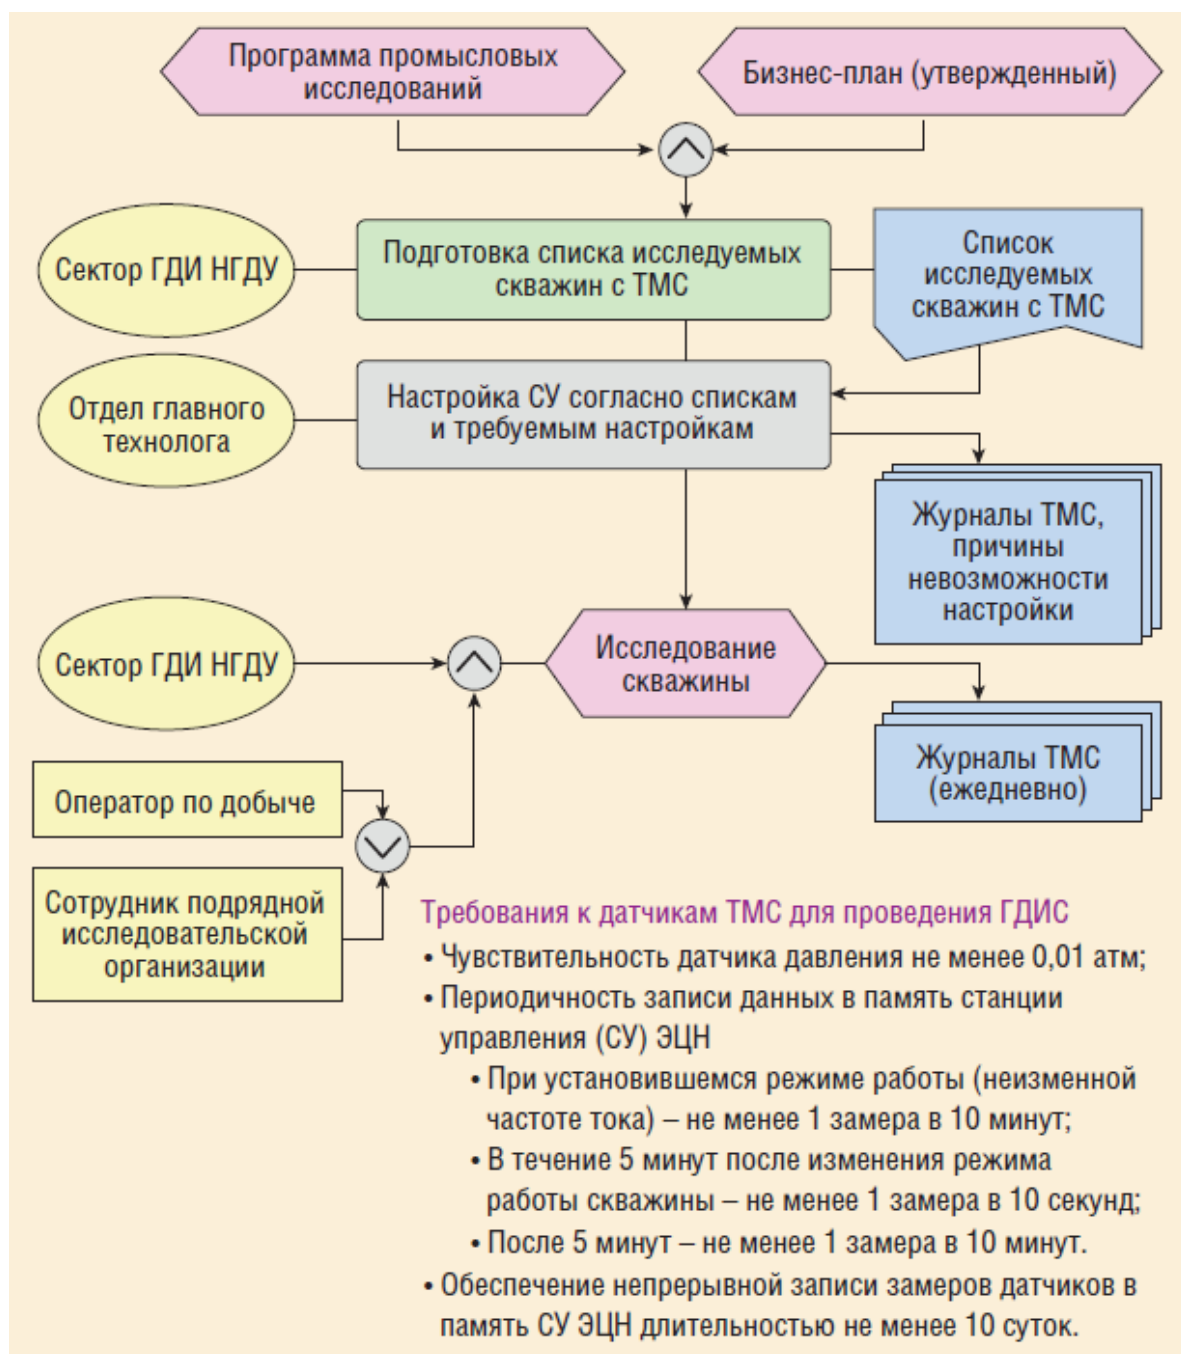 Программа промысловых
исследований
Бизнес-план (утвержденный)
Сектор ГДИ НГДУ
Подготовка списка исследуемых
скважин с ТМС
Список
исследуемых
скважин с ТМС
Отдел главного
технолога
Настройка СУ согласно спискам
и требуемым настройкам
Журналы ТМС,
причины
невозможности
настройки
Сектор ГДИ НГДУ
Исследование
скважины
Журналы ТМС
(ежедневно)
Оператор по добыче
Сотрудник подрядной
исследовательской
организации
Требования к датчикам ТМС для проведения ГДИС
• Чувствительность датчика давления не менее 0,01 атм;
• Периодичность записи данных в память станции
управления (СУ) ЭЦН
• При установившемся режиме работы (неизменной
частоте тока) – не менее 1 замера в 10 минут;
• В течение 5 минут после изменения режима
работы скважины – не менее 1 замера в 10 секунд;
• После 5 минут – не менее 1 замера в 10 минут.
• Обеспечение непрерывной записи замеров датчиков в
память СУ ЭЦН длительностью не менее 10 суток.